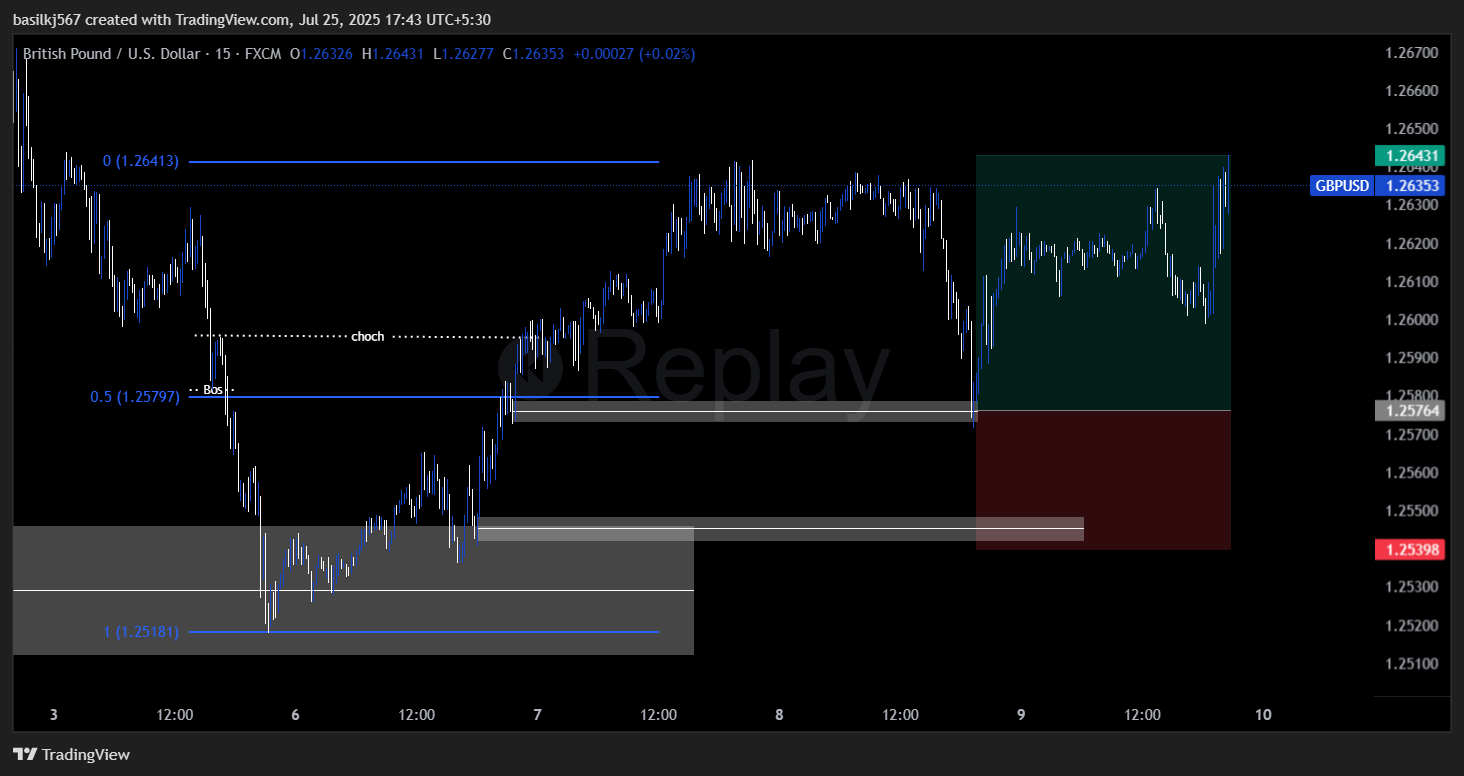 basilkj567 created with TradingView.com, Jul 25, 2025 17:43 UTC+5:30
British Pound / U.S. Dollar · 15 · FXCM O1.26326 H1.26431 L1.26277 C1.26353 +0.00027 (+0.02%)
1.26700
1.26600
1.26500
1.26431
1.26400
GBPUSD 1.26353
1.26300
1.26200
1.26100
1.26000
1.25900
1.25800
1.25764
1.25700
1.25600
1.25500
1.25398
1.25300
1.25200
1.25100
0 (1.26413)
choch
Bos
0.5 (1.25797)
Replay
1 (1.25181)
3 12:00 6 12:00 7 12:00 8 12:00 9 12:00 10
TradingView